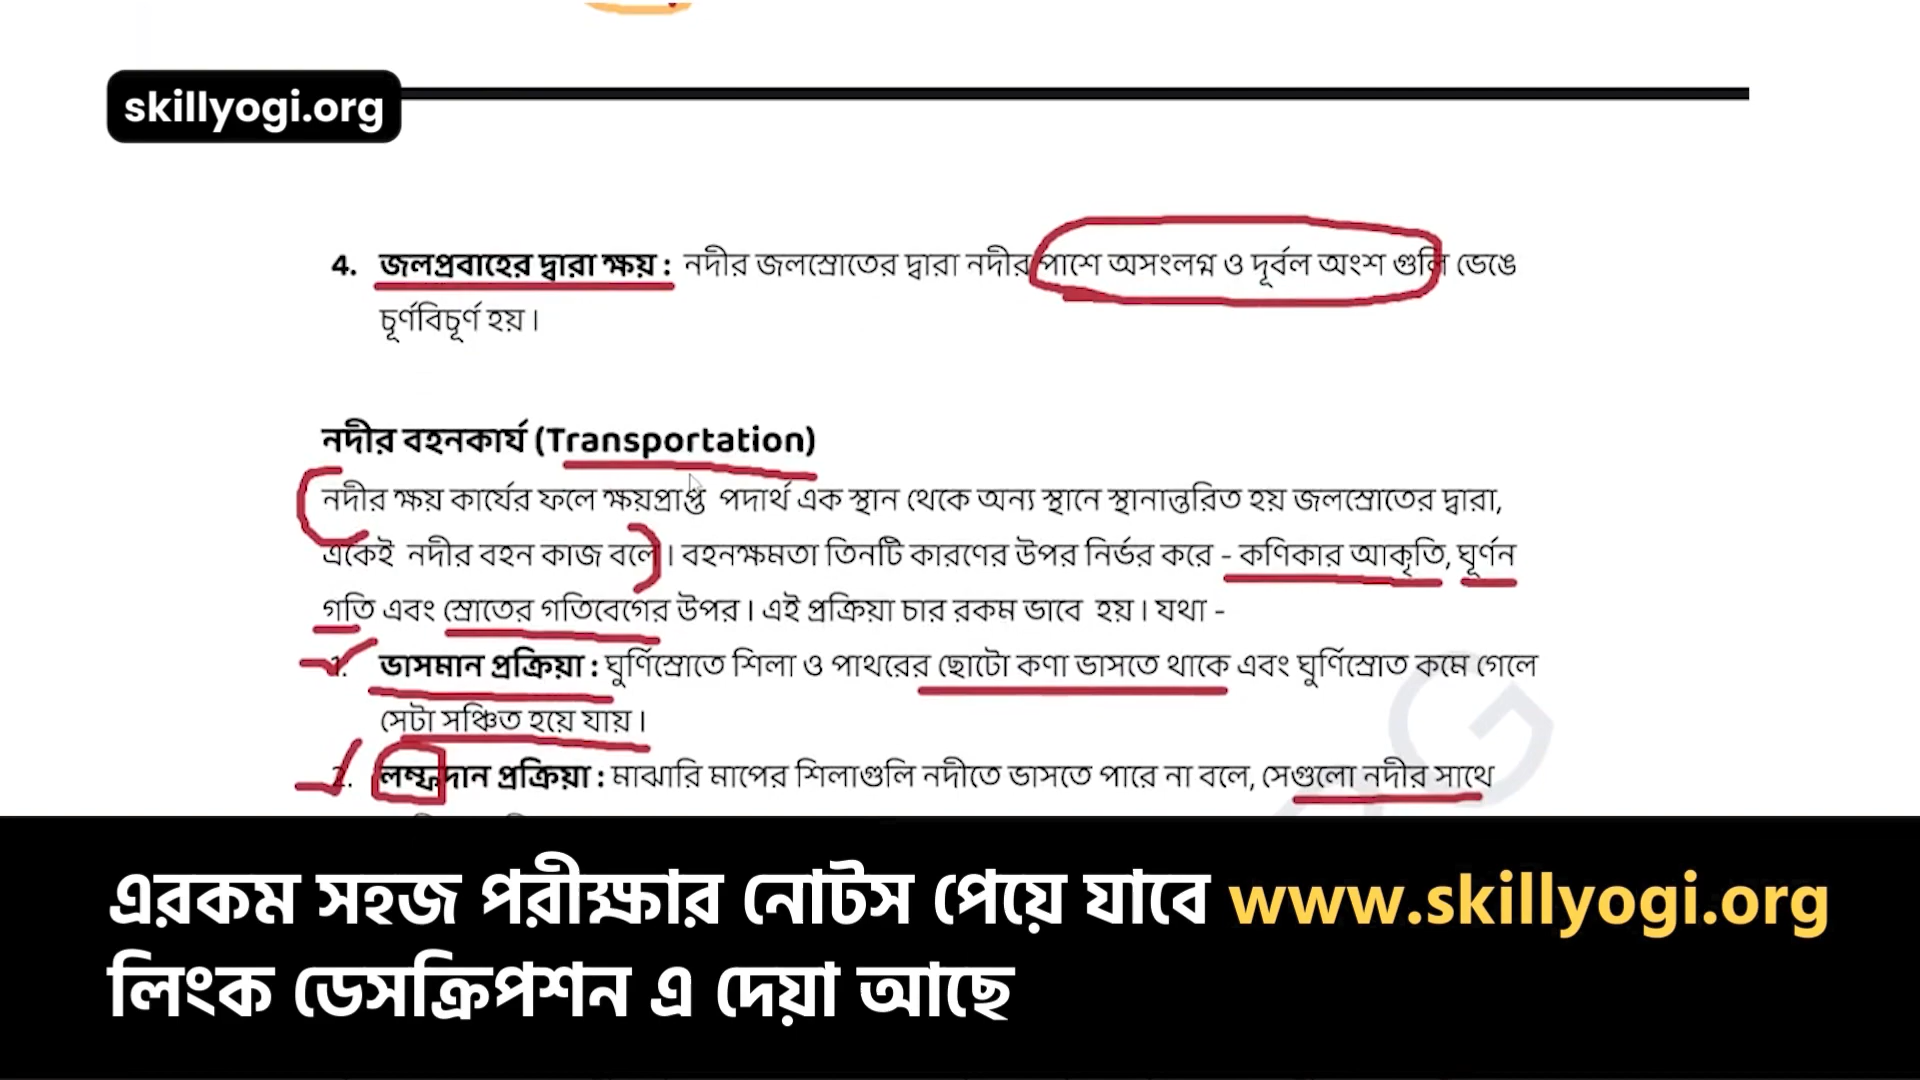 skillyogi.org
4. জলপ্রবাহের দ্বারা ক্ষয় : নদীর জলস্রোতের দ্বারা নদীর পাশে অসংলগ্ন ও দূর্বল অংশ গুলি ভেঙে
চূর্ণবিচূর্ণ হয়।
নদীর বহনকার্য (Transportation)
নদীর ক্ষয় কার্যের ফলে ক্ষয়প্রাপ্ত পদার্থ এক স্থান থেকে অন্য স্থানে স্থানান্তরিত হয় জলস্রোতের দ্বারা,
একেই নদীর বহন কাজ বলে। বহনক্ষমতা তিনটি কারণের উপর নির্ভর করে - কণিকার আকৃতি, ঘূর্ণন
গতি এবং স্রোতের গতিবেগের উপর। এই প্রক্রিয়া চার রকম ভাবে হয়। যথা -
1. ভাসমান প্রক্রিয়া : ঘুর্ণিস্রোতে শিলা ও পাথরের ছোটো কণা ভাসতে থাকে এবং ঘুর্ণিস্রোত কমে গেলে
সেটা সঞ্চিত হয়ে যায়।
2. লম্ফদান প্রক্রিয়া : মাঝারি মাপের শিলাগুলি নদীতে ভাসতে পারে না বলে, সেগুলো নদীর সাথে
এরকম সহজ পরীক্ষার নোটস পেয়ে যাবে www.skillyogi.org
লিংক ডেসক্রিপশন এ দেয়া আছে